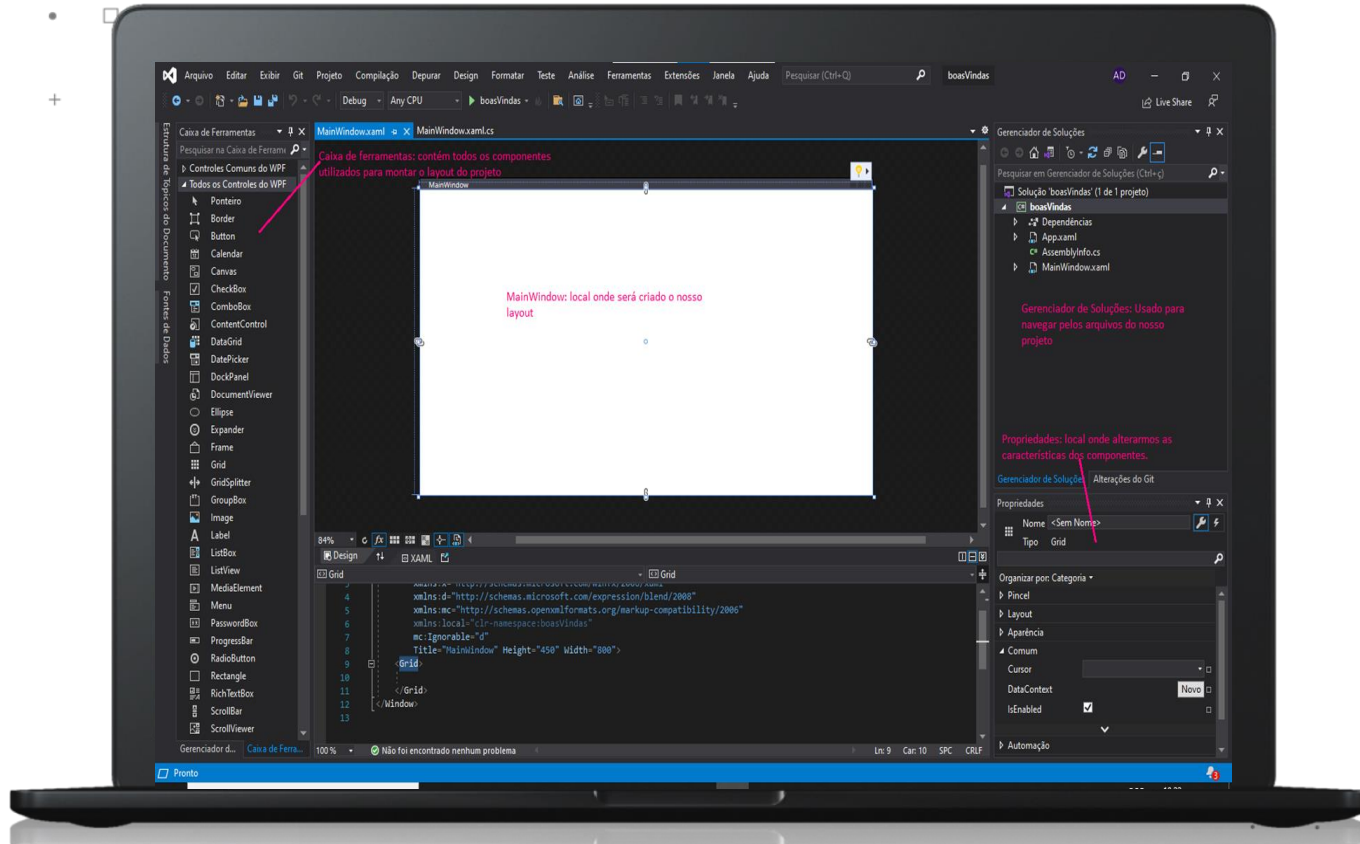 Arquivo Editar Exibir Git Projeto Compilação Depurar Design Formatar Teste Análise Ferramentas Extensões Janela Ajuda Pesquisar (Ctrl+Q) boasVindas AD
Debug Any CPU boasVindas Live Share
Estrutura de Tópicos do Documento
Fontes de Dados
Caixa de Ferramentas
Pesquisar na Caixa de Ferrame
Controles Comuns do WPF
Todos os Controles do WPF
Ponteiro
Border
Button
Calendar
Canvas
CheckBox
ComboBox
ContentControl
DataGrid
DatePicker
DockPanel
DocumentViewer
Ellipse
Expander
Frame
Grid
GridSplitter
GroupBox
Image
Label
ListBox
ListView
MediaElement
Menu
PasswordBox
ProgressBar
RadioButton
Rectangle
RichTextBox
ScrollBar
ScrollViewer
Gerenciador d... Caixa de Ferra...
MainWindow.xaml MainWindow.xaml.cs
Caixa de ferramentas: contém todos os componentes
utilizados para montar o layout do projeto
MainWindow
MainWindow: local onde será criado o nosso
layout
84%
Design XAML
Grid Grid
4 xmlns:d="http://schemas.microsoft.com/expression/blend/2008"
5 xmlns:mc="http://schemas.openxmlformats.org/markup-compatibility/2006"
6 xmlns:local="clr-namespace:boasVindas"
7 mc:Ignorable="d"
8 Title="MainWindow" Height="450" Width="800">
9 <Grid>
10
11 </Grid>
12 </Window>
13
100 % Não foi encontrado nenhum problema Ln: 9 Car: 10 SPC CRLF
Gerenciador de Soluções
Pesquisar em Gerenciador de Soluções (Ctrl+ç)
Solução 'boasVindas' (1 de 1 projeto)
boasVindas
Dependências
App.xaml
AssemblyInfo.cs
MainWindow.xaml
Gerenciador de Soluções: Usado para
navegar pelos arquivos do nosso
projeto
Propriedades: local onde alterarmos as
características dos componentes.
Gerenciador de Soluções Alterações do Git
Propriedades
Nome <Sem Nome>
Tipo Grid
Organizar por: Categoria
Pincel
Layout
Aparência
Comum
Cursor
DataContext Novo
IsEnabled
Automação
Pronto 3